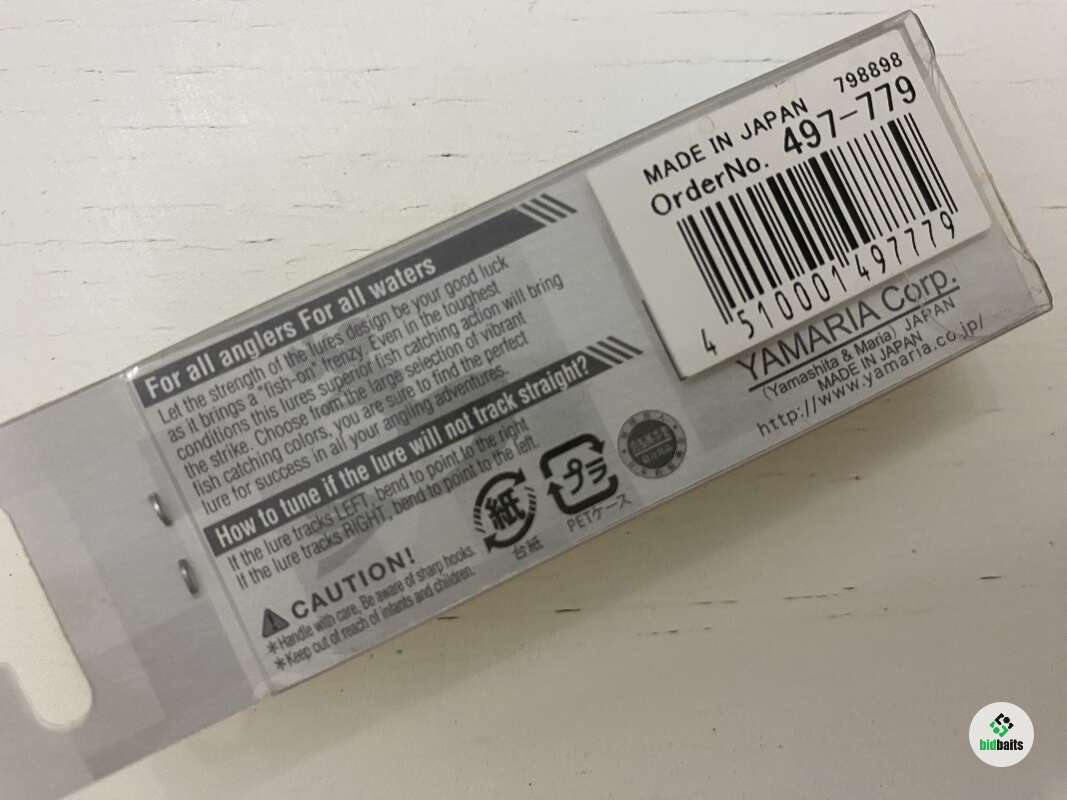 798898
MADE IN JAPAN
OrderNo. 497-779
4 510001 497779
YAMARIA Corp.
(Yamashita & Maria) JAPAN
MADE IN JAPAN
http://www.yamaria.co.jp/
For all anglers For all waters
Let the strength of the lures design be your good luck
as it brings a "fish-on" frenzy. Even in the toughest
conditions this lures superior fish catching action will bring
the strike. Choose from the large selection of vibrant
fish catching colors, you are sure to find the perfect
lure for success in all your angling adventures.
How to tune if the lure will not track straight?
If the lure tracks LEFT, bend to point to the right
If the lure tracks RIGHT, bend to point to the left.
紙
台紙
プラ
PETケース
CAUTION!
*Handle with care, Be aware of sharp hooks.
*Keep out of reach of infants and children.
bidbaits